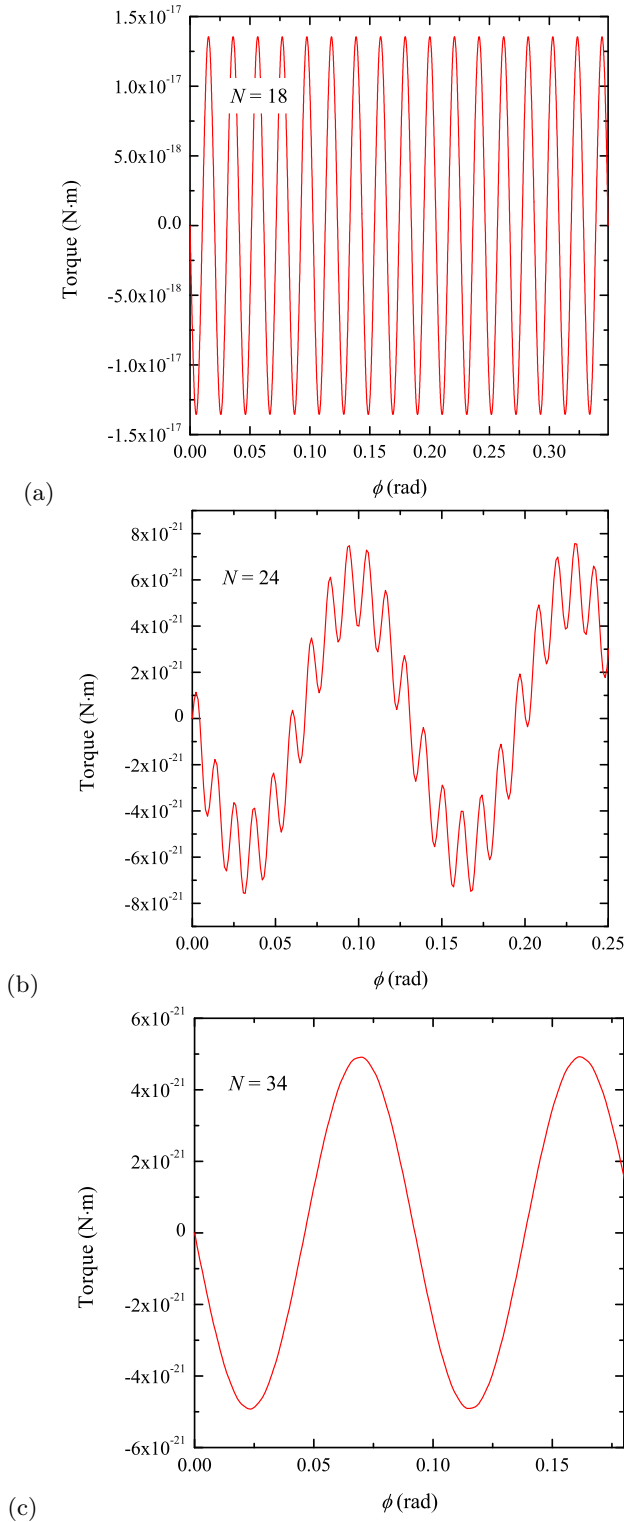 1.5x10⁻¹⁷
1.0x10⁻¹⁷
5.0x10⁻¹⁸
0.0
-5.0x10⁻¹⁸
-1.0x10⁻¹⁷
-1.5x10⁻¹⁷
Torque (N·m)
N = 18
0.00 0.05 0.10 0.15 0.20 0.25 0.30
ϕ (rad)
(a)
8x10⁻²¹
6x10⁻²¹
4x10⁻²¹
2x10⁻²¹
0
-2x10⁻²¹
-4x10⁻²¹
-6x10⁻²¹
-8x10⁻²¹
Torque (N·m)
N = 24
0.00 0.05 0.10 0.15 0.20 0.25
ϕ (rad)
(b)
6x10⁻²¹
4x10⁻²¹
2x10⁻²¹
0
-2x10⁻²¹
-4x10⁻²¹
-6x10⁻²¹
Torque (N·m)
N = 34
0.00 0.05 0.10 0.15
ϕ (rad)
(c)